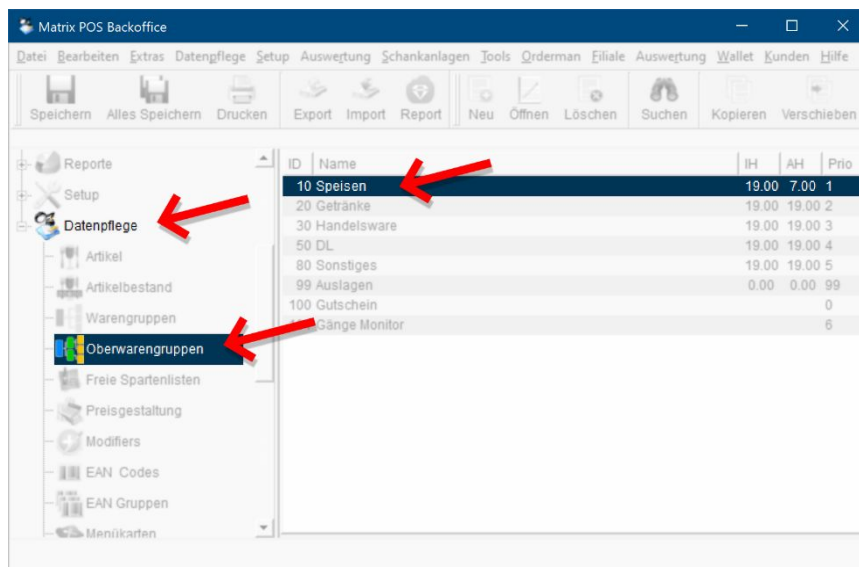 Matrix POS Backoffice
Datei Bearbeiten Extras Datenpflege Setup Auswertung Schankanlagen Tools Orderman Filiale Auswertung Wallet Kunden Hilfe
Speichern Alles Speichern Drucken Export Import Report Neu Öffnen Löschen Suchen Kopieren Verschieben
Reporte
Setup
Datenpflege
Artikel
Artikelbestand
Warengruppen
Oberwarengruppen
Freie Spartenlisten
Preisgestaltung
Modifiers
EAN Codes
EAN Gruppen
Menükarten
ID Name IH AH Prio
10 Speisen 19.00 7.00 1
20 Getränke 19.00 19.00 2
30 Handelsware 19.00 19.00 3
50 DL 19.00 19.00 4
80 Sonstiges 19.00 19.00 5
99 Auslagen 0.00 0.00 99
100 Gutschein 0
Gänge Monitor 6